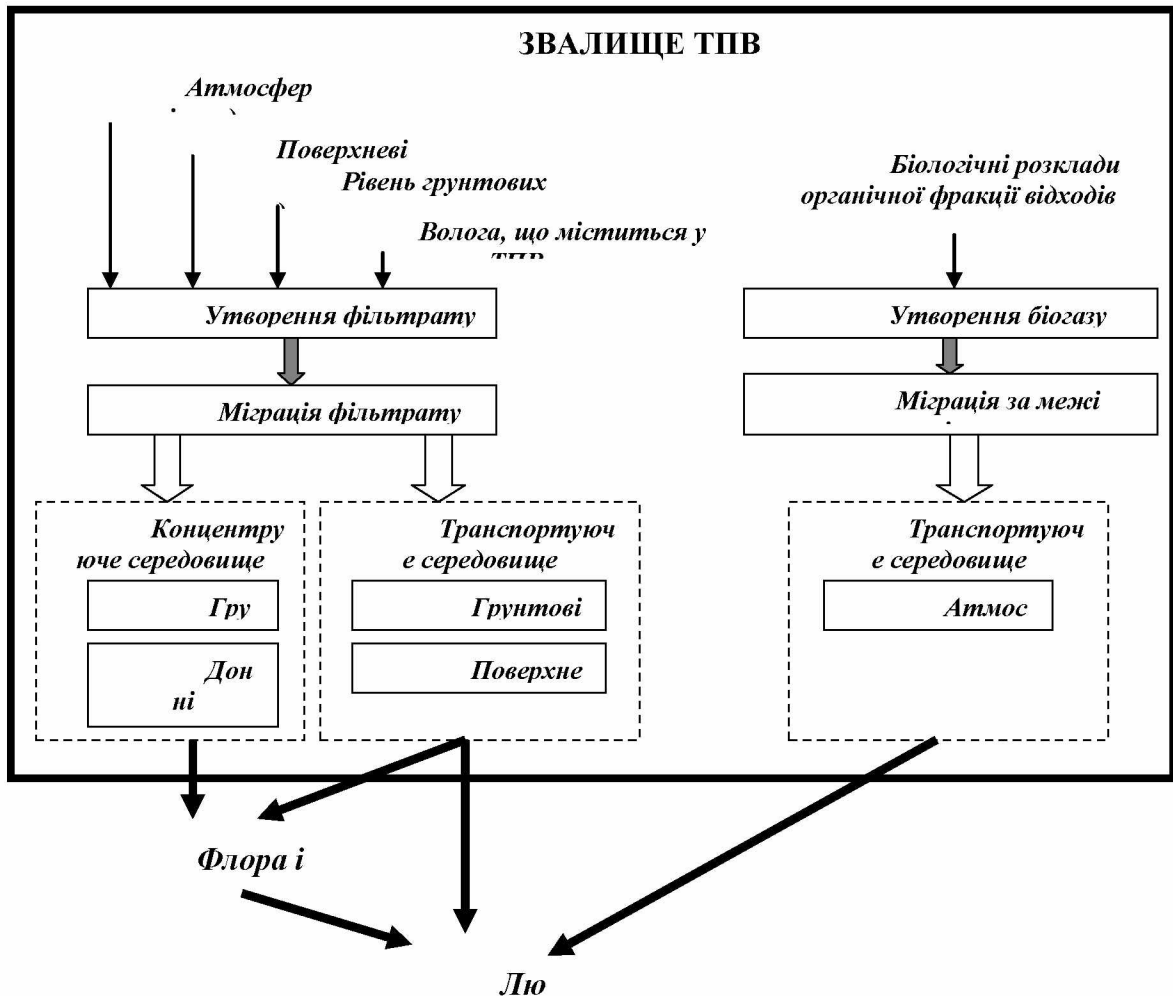 ЗВАЛИЩЕ ТПВ
Атмосфер
Поверхневі
Рівень грунтових
Волога, що міститься у
ТПВ
Біологічні розклади
органічної фракції відходів
Утворення фільтрату
Утворення біогазу
Міграція фільтрату
Міграція за межі
Концентру
юче середовище
Гру
Дон
ні
Транспортуюч
е середовище
Грунтові
Поверхне
Транспортуюч
е середовище
Атмос
Флора і
Лю